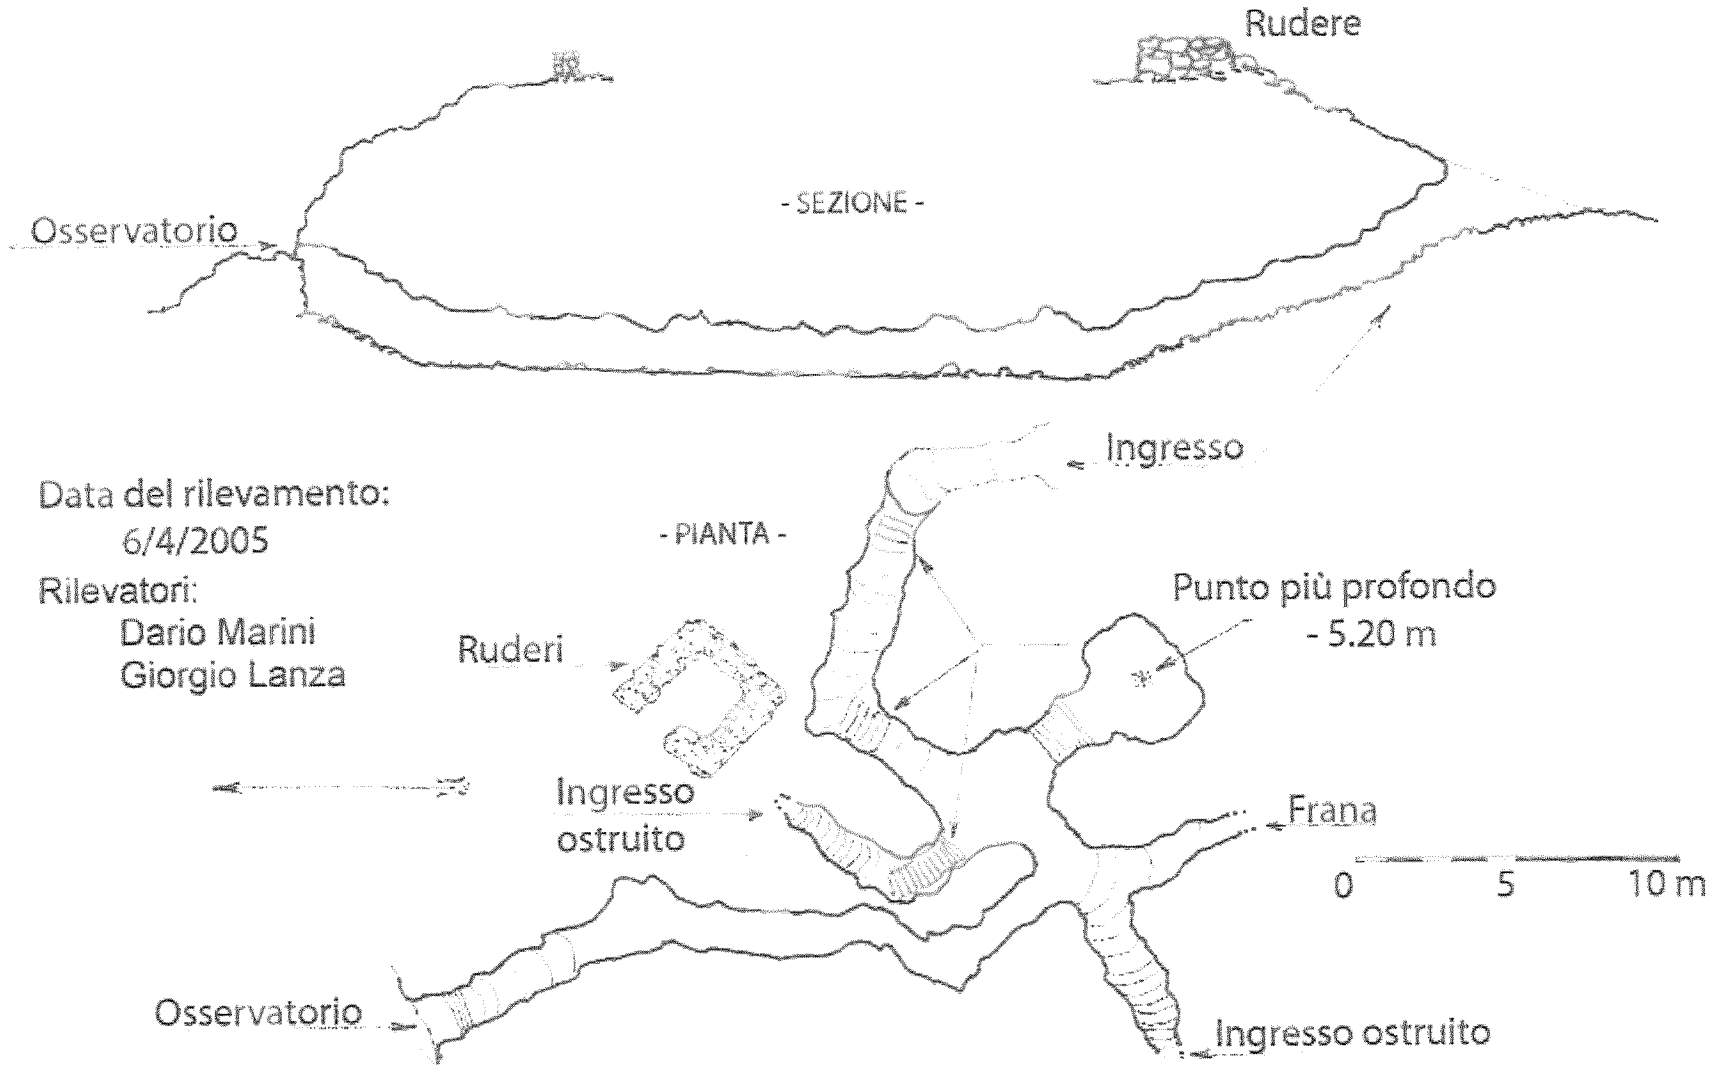 Rudere
- SEZIONE -
Osservatorio
Ingresso
Data del rilevamento:
6/4/2005
- PIANTA -
Rilevatori:
Dario Marini
Giorgio Lanza
Punto più profondo
- 5.20 m
Ruderi
Ingresso
ostruito
Frana
0 5 10 m
Osservatorio
Ingresso ostruito